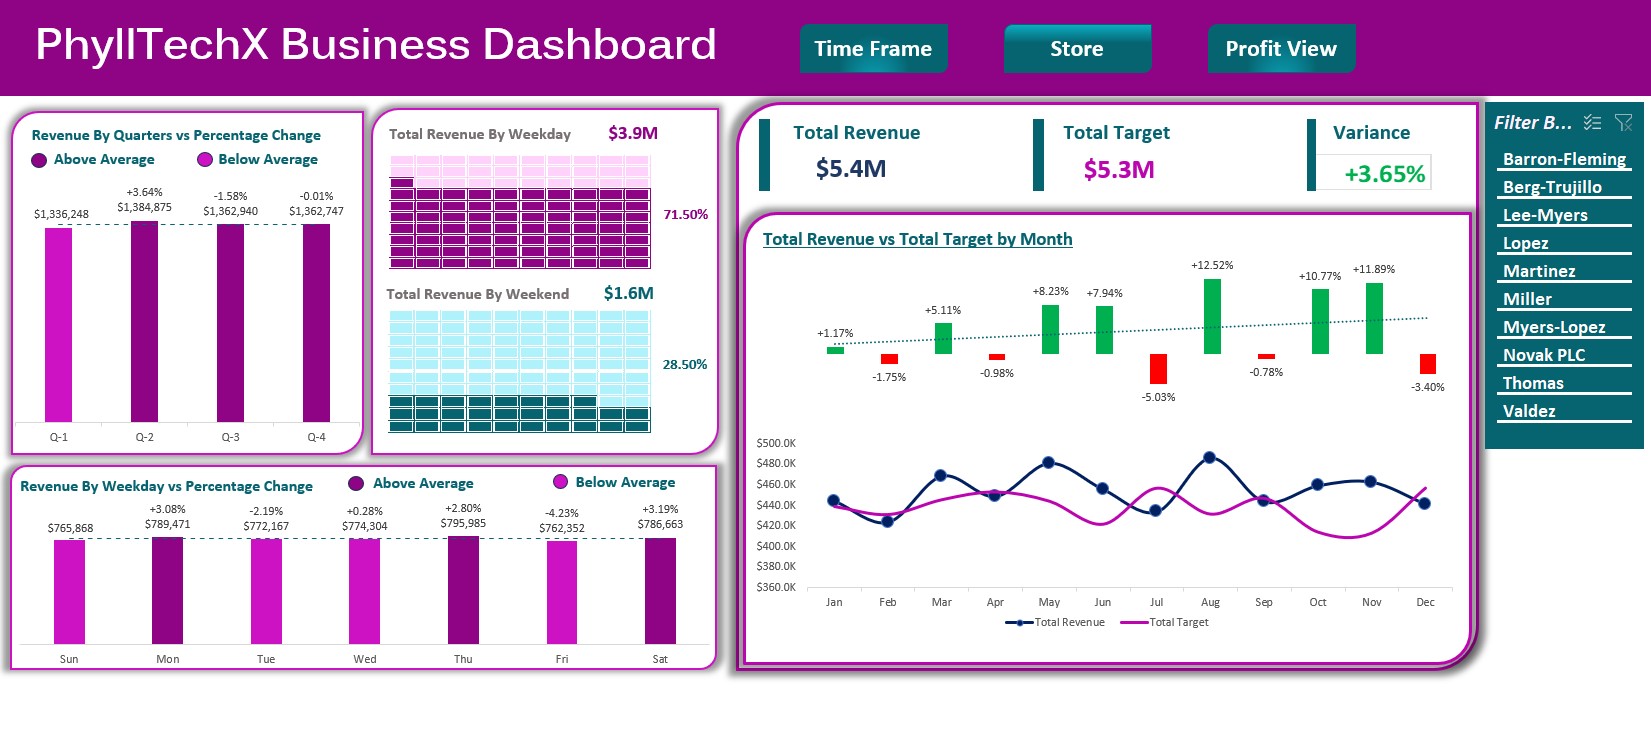 PhyllTechX Business Dashboard
Time Frame
Store
Profit View
Revenue By Quarters vs Percentage Change
Above Average
Below Average
$1,336,248
+3.64%
$1,384,875
-1.58%
$1,362,940
-0.01%
$1,362,747
Q-1
Q-2
Q-3
Q-4
Total Revenue By Weekday
$3.9M
71.50%
Total Revenue By Weekend
$1.6M
28.50%
Revenue By Weekday vs Percentage Change
Above Average
Below Average
$765,868
+3.08%
$789,471
-2.19%
$772,167
+0.28%
$774,304
+2.80%
$795,985
-4.23%
$762,352
+3.19%
$786,663
Sun
Mon
Tue
Wed
Thu
Fri
Sat
Total Revenue
$5.4M
Total Target
$5.3M
Variance
+3.65%
Total Revenue vs Total Target by Month
+1.17%
-1.75%
+5.11%
-0.98%
+8.23%
+7.94%
-5.03%
+12.52%
-0.78%
+10.77%
+11.89%
-3.40%
$500.0K
$480.0K
$460.0K
$440.0K
$420.0K
$400.0K
$380.0K
$360.0K
Jan
Feb
Mar
Apr
May
Jun
Jul
Aug
Sep
Oct
Nov
Dec
Total Revenue
Total Target
Filter B...
Barron-Fleming
Berg-Trujillo
Lee-Myers
Lopez
Martinez
Miller
Myers-Lopez
Novak PLC
Thomas
Valdez